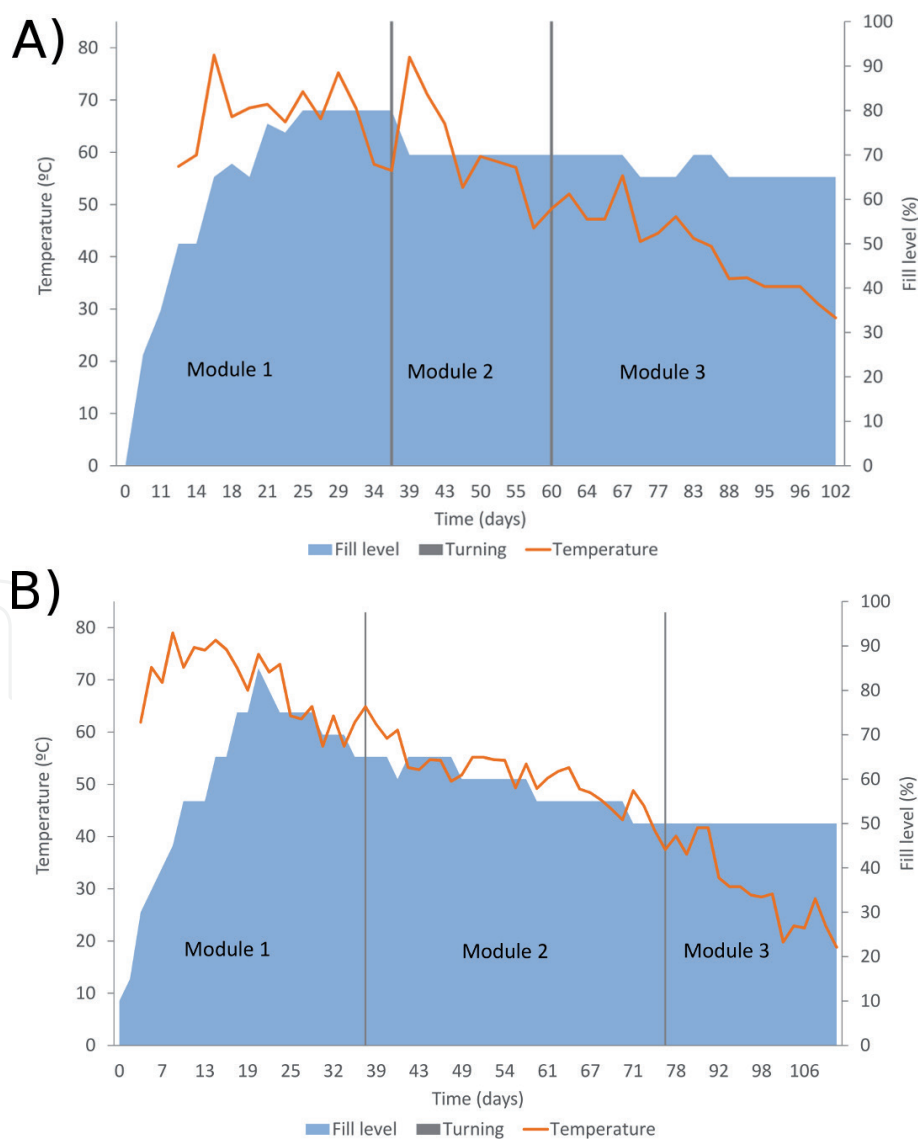 A)
Temperature (ºC)
80
70
60
50
40
30
20
10
0
100
90
80
70
60
50
40
30
20
10
0
Fill level (%)
Module 1
Module 2
Module 3
0 11 14 18 21 25 29 34 39 43 50 55 60 64 67 77 83 88 95 96 102
Time (days)
Fill level Turning Temperature
B)
Temperature (ºC)
80
70
60
50
40
30
20
10
0
100
90
80
70
60
50
40
30
20
10
0
Fill level (%)
Module 1
Module 2
Module 3
0 7 13 19 25 32 39 43 49 54 61 67 71 78 92 98 106
Time (days)
Fill level Turning Temperature